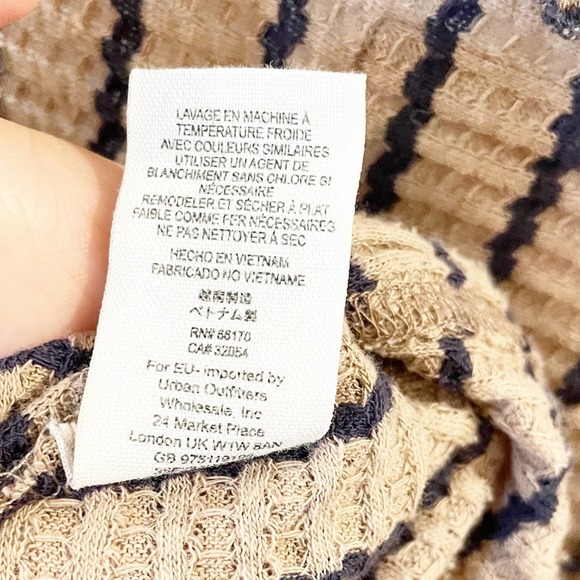 LAVAGE EN MACHINE À
TEMPÉRATURE FROIDE
AVEC COULEURS SIMILAIRES
UTILISER UN AGENT DE
BLANCHIMENT SANS CHLORE SI
NÉCESSAIRE
REMODELER ET SÉCHER À PLAT
FAIBLE COMME FER NÉCESSAIRES
NE PAS NETTOYER À SEC
HECHO EN VIETNAM
FABRICADO NO VIETNAME
越南制造
ベトナム製
RN# 66170
CA# 32054
For EU- Imported by
Urban Outfitters
Wholesale, Inc
24 Market Place
London UK W1W 8AN
GB